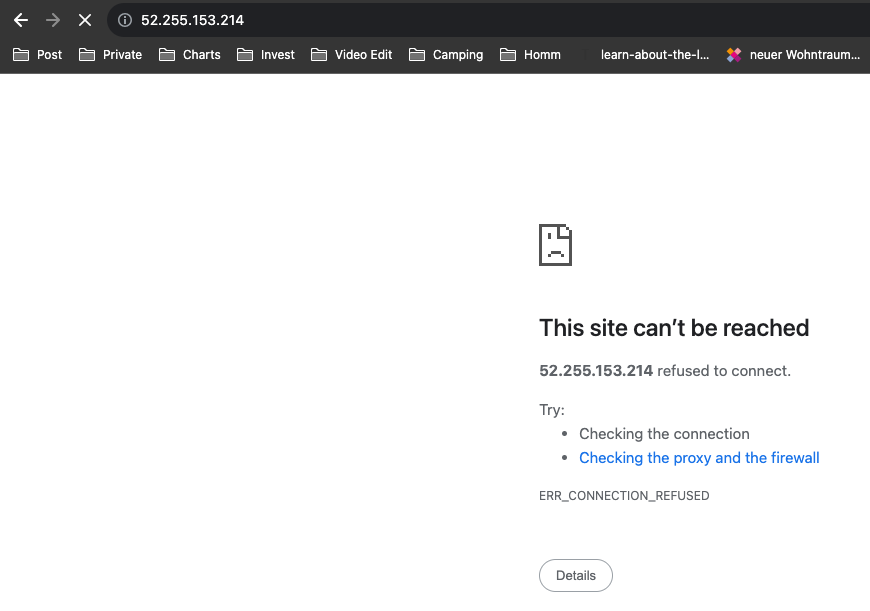 52.255.153.214
Post Private Charts Invest Video Edit Camping Homm learn-about-the-l... neuer Wohntraum...
This site can't be reached
52.255.153.214 refused to connect.
Try:
• Checking the connection
• Checking the proxy and the firewall
ERR_CONNECTION_REFUSED
Details